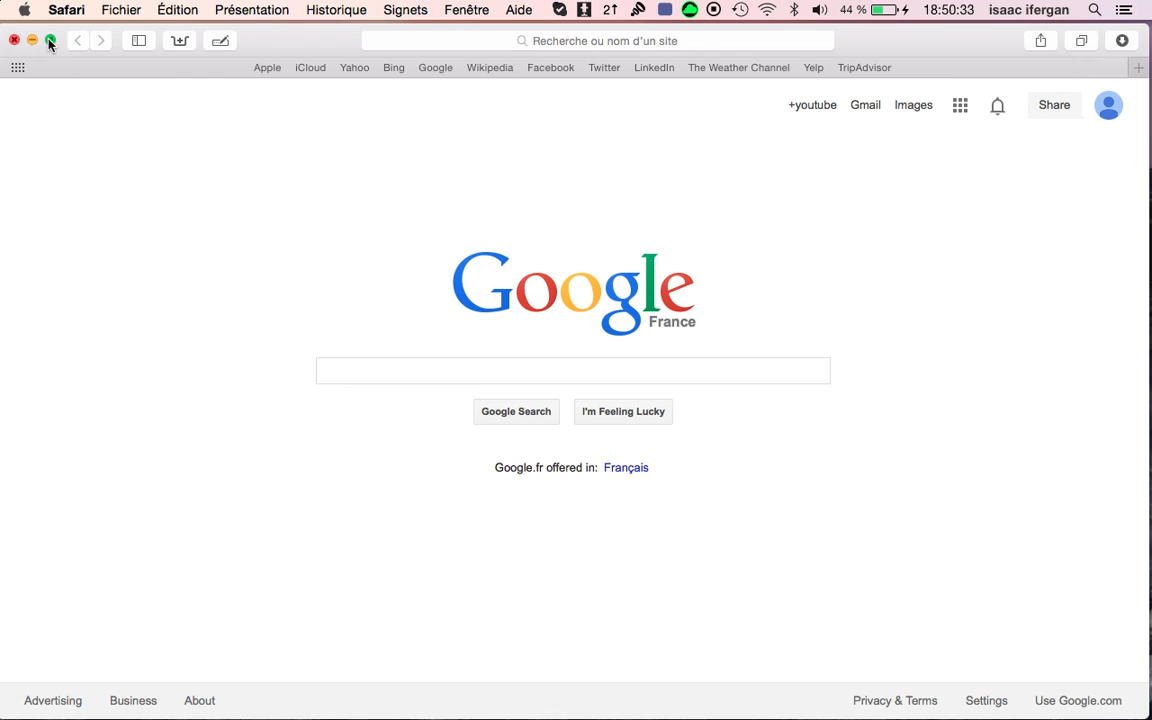 Safari Fichier Édition Présentation Historique Signets Fenêtre Aide 2↑ 44 % 18:50:33 isaac ifergan
Recherche ou nom d'un site
Apple iCloud Yahoo Bing Google Wikipedia Facebook Twitter LinkedIn The Weather Channel Yelp TripAdvisor
+youtube Gmail Images Share
Google
France
Google Search I'm Feeling Lucky
Google.fr offered in: Français
Advertising Business About Privacy & Terms Settings Use Google.com